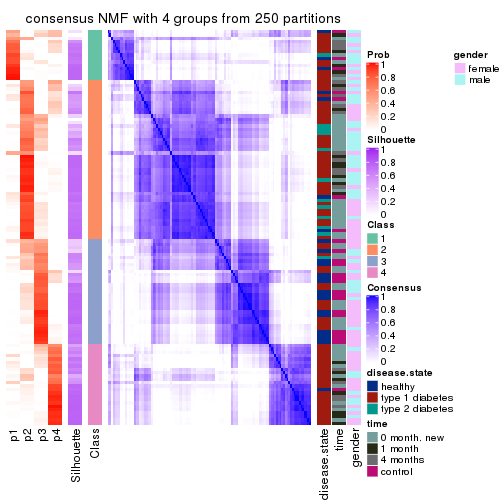 consensus NMF with 4 groups from 250 partitions
Prob
1
0.8
0.6
0.4
0.2
0
gender
female
male
Silhouette
1
0.8
0.6
0.4
0.2
0
Class
1
2
3
4
Consensus
1
0.8
0.6
0.4
0.2
0
disease.state
healthy
type 1 diabetes
type 2 diabetes
time
0 month. new
1 month
4 months
control
p1
p2
p3
p4
Silhouette
Class
disease.state
time
gender